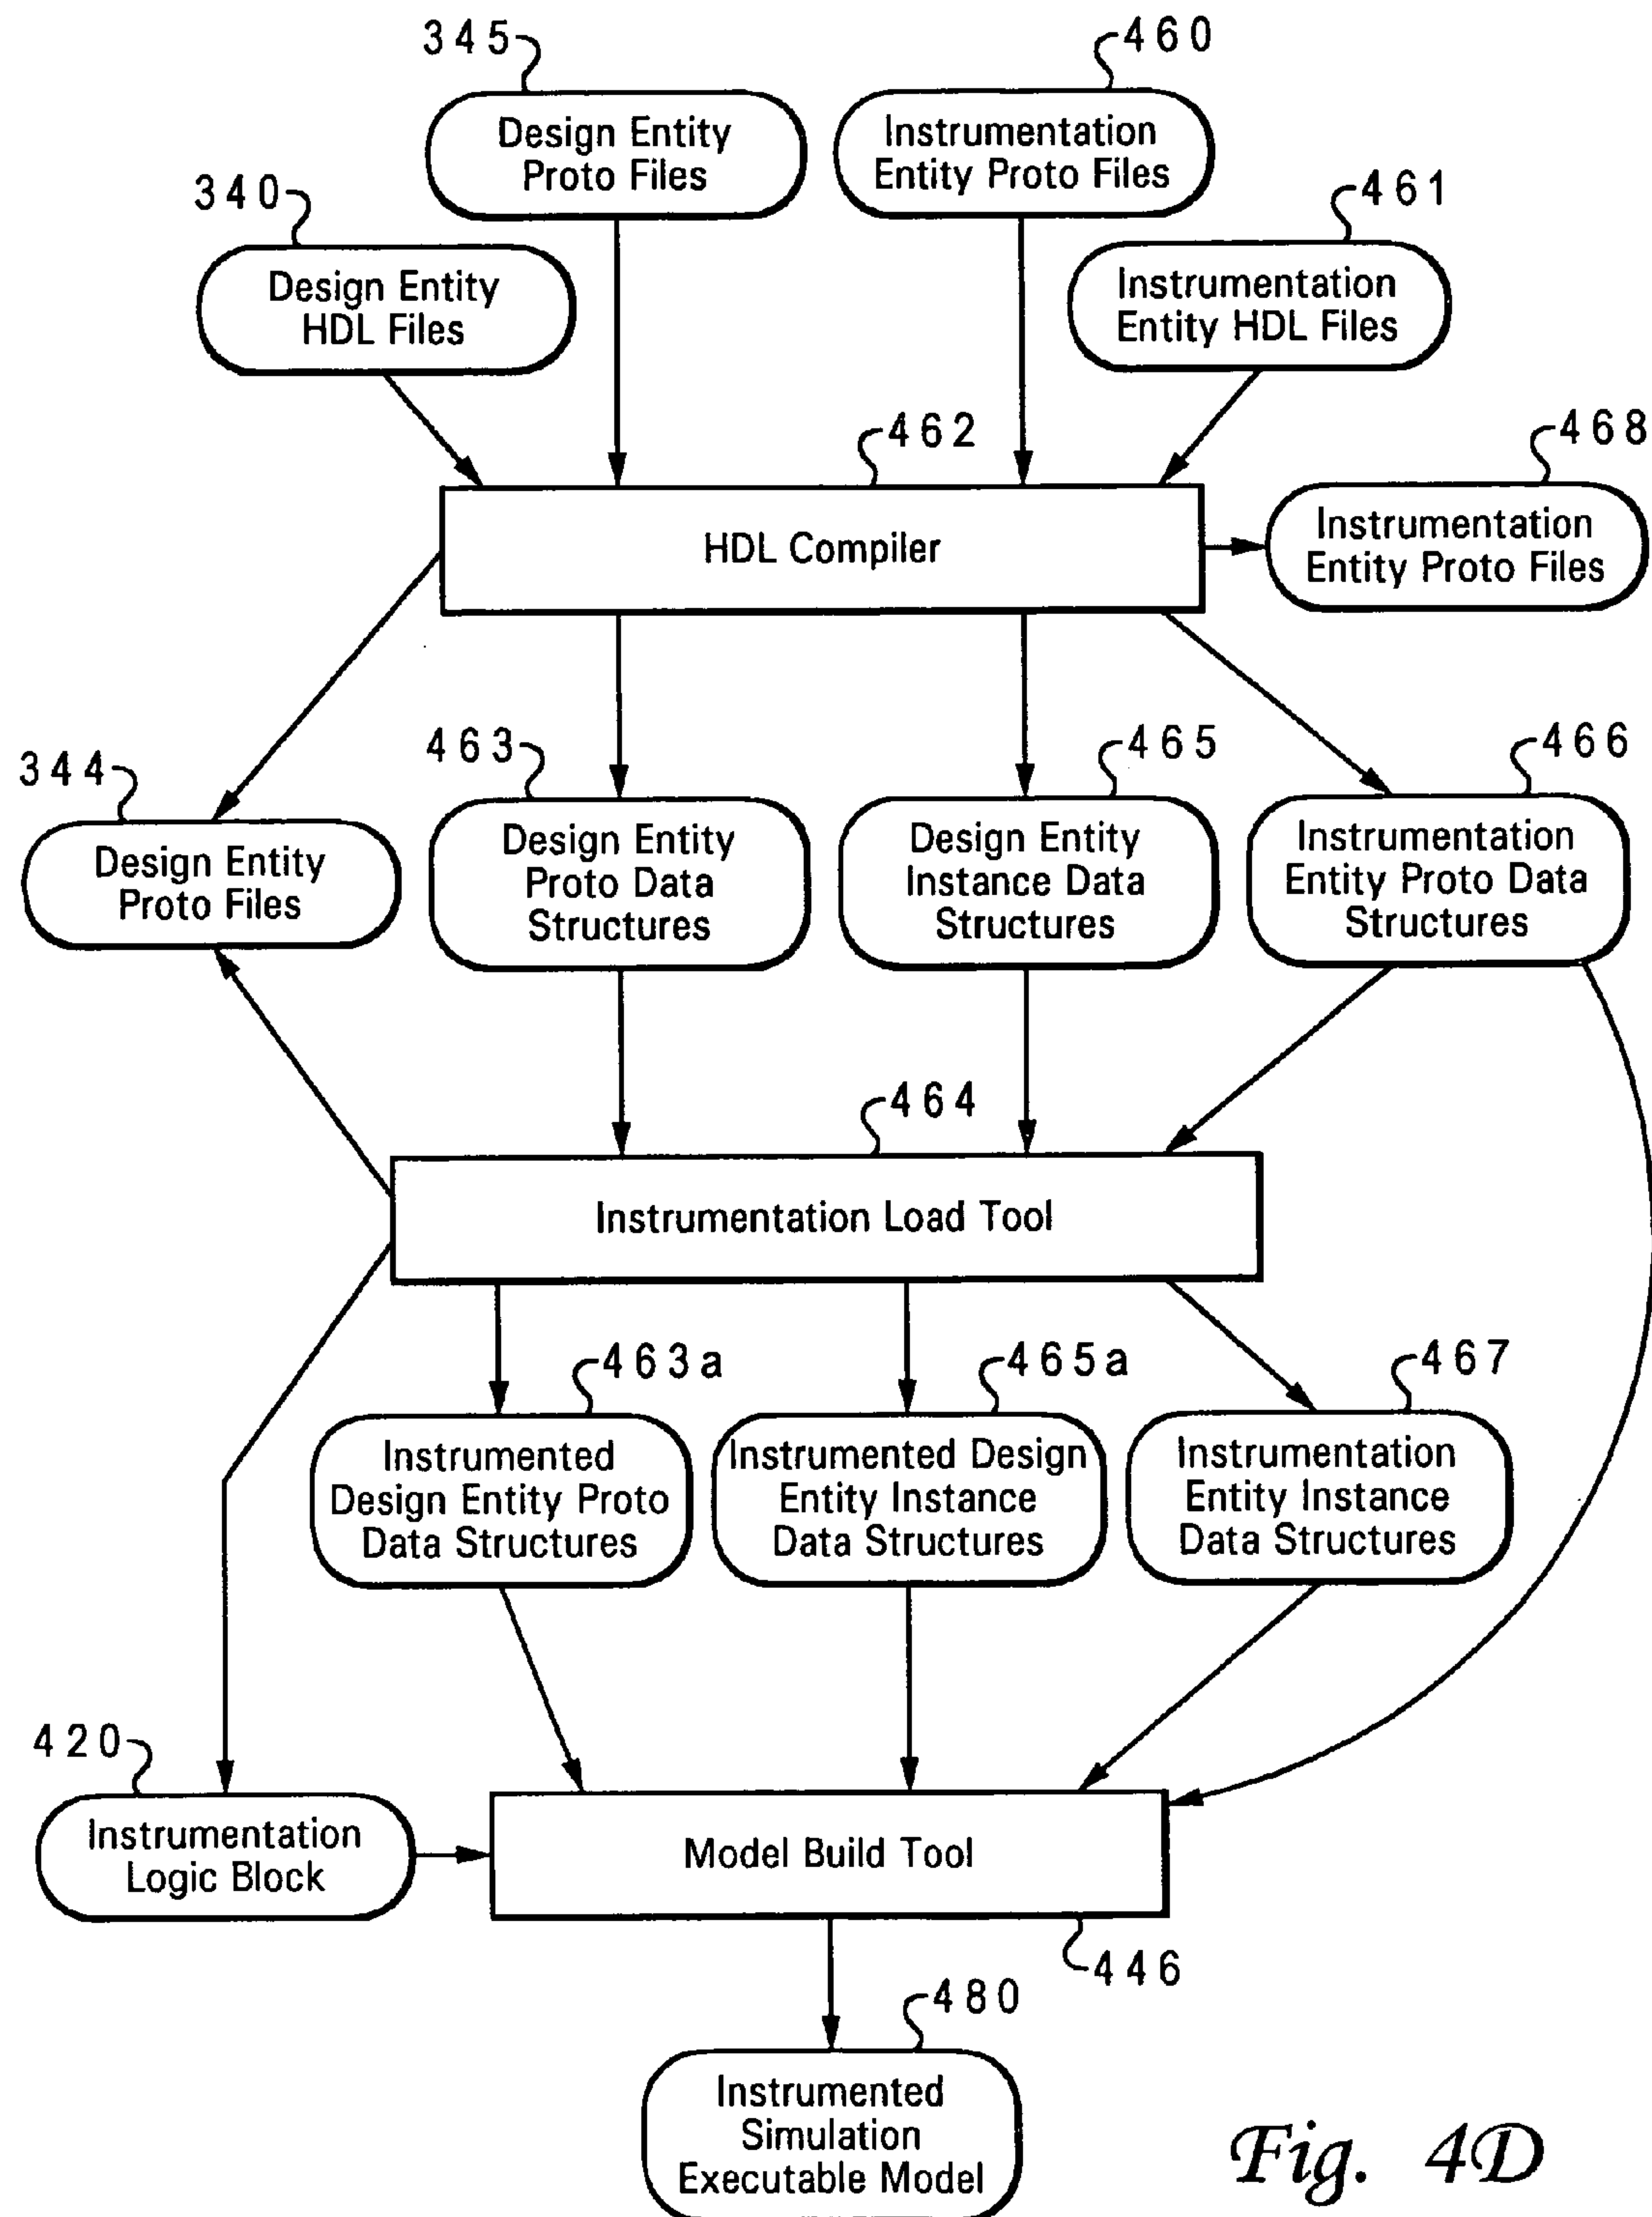 345
460
Design Entity
Proto Files
Instrumentation
Entity Proto Files
340
461
Design Entity
HDL Files
Instrumentation
Entity HDL Files
462
468
HDL Compiler
Instrumentation
Entity Proto Files
463
465
466
344
Design Entity
Proto Files
Design Entity
Proto Data
Structures
Design Entity
Instance Data
Structures
Instrumentation
Entity Proto Data
Structures
464
Instrumentation Load Tool
463a
465a
467
Instrumented
Design Entity Proto
Data Structures
Instrumented Design
Entity Instance
Data Structures
Instrumentation
Entity Instance
Data Structures
420
Instrumentation
Logic Block
Model Build Tool
446
480
Instrumented
Simulation
Executable Model
Fig. 4D